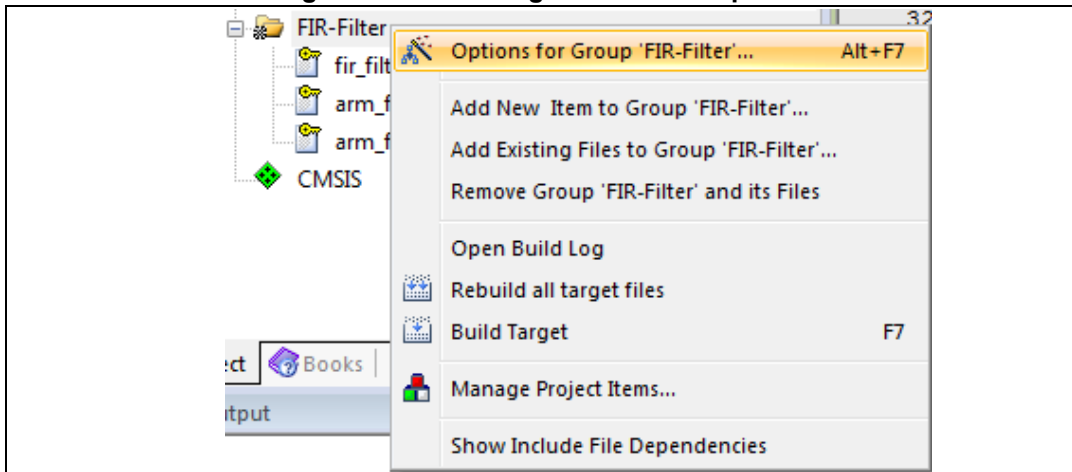 FIR-Filter
32
Options for Group 'FIR-Filter'... Alt+F7
fir_filt
arm_f
Add New  Item to Group 'FIR-Filter'...
arm_f
Add Existing Files to Group 'FIR-Filter'...
CMSIS
Remove Group 'FIR-Filter' and its Files
Open Build Log
Rebuild all target files
Build Target F7
ect Books
Manage Project Items...
tput
Show Include File Dependencies